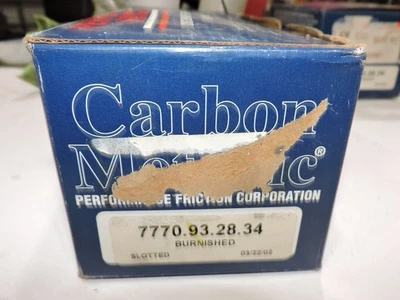 Carbon
PERFORMANCE FRICTION CORPORATION
7770.93.28.34
BURNISHED
SLOTTED 03/22/02